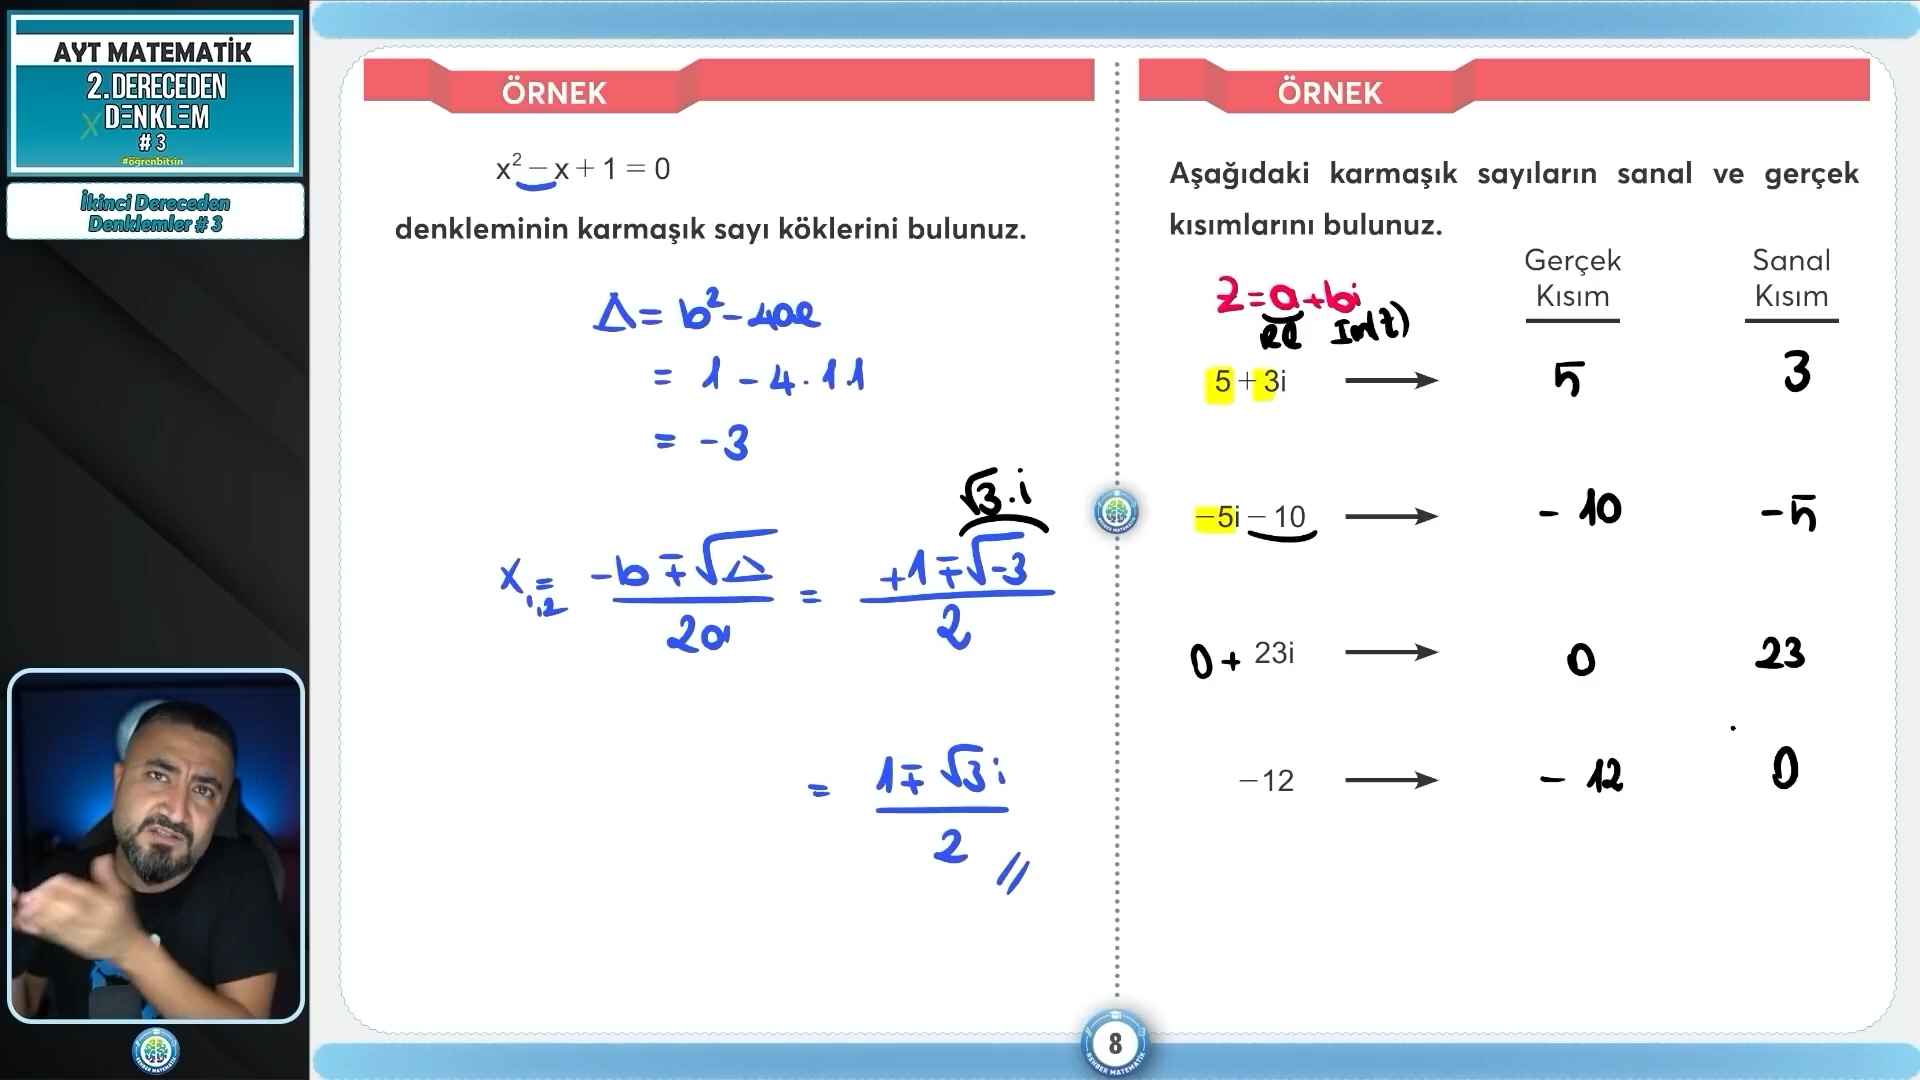 AYT MATEMATİK
2. DERECEDEN
DENKLEM
# 3
#öğrenbitsin
İkinci Dereceden
Denklemler # 3
ÖRNEK
x² − x + 1 = 0
denkleminin karmaşık sayı köklerini bulunuz.
Δ = b² - 4ac
= 1 - 4.1.1
= -3
√3.i
x₁,₂ = (-b ∓ √Δ) / 2a = (+1 ∓ √-3) / 2
= (1 ∓ √3 i) / 2 //
ÖRNEK
Aşağıdaki karmaşık sayıların sanal ve gerçek
kısımlarını bulunuz.
Gerçek Kısım Sanal Kısım
Z = a + bi
Re Im(z)
5 + 3i → 5 3
−5i − 10 → - 10 -5
0 + 23i → 0 23
−12 → - 12 0
8
REHBER MATEMATİK